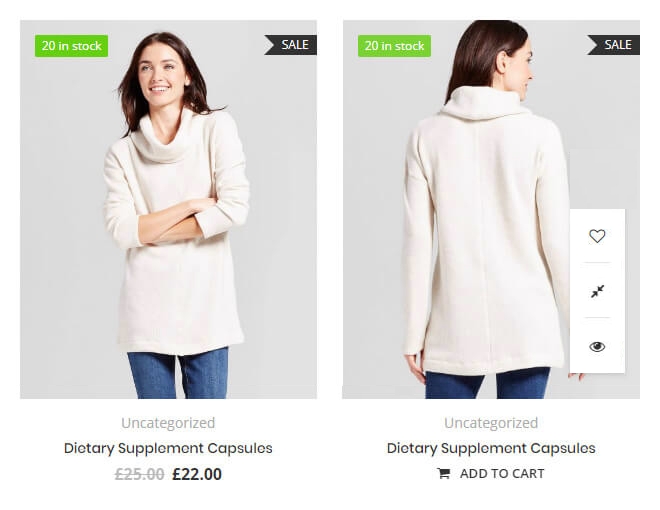 20 in stock
SALE
20 in stock
SALE
Uncategorized
Dietary Supplement Capsules
£25.00 £22.00
Uncategorized
Dietary Supplement Capsules
ADD TO CART